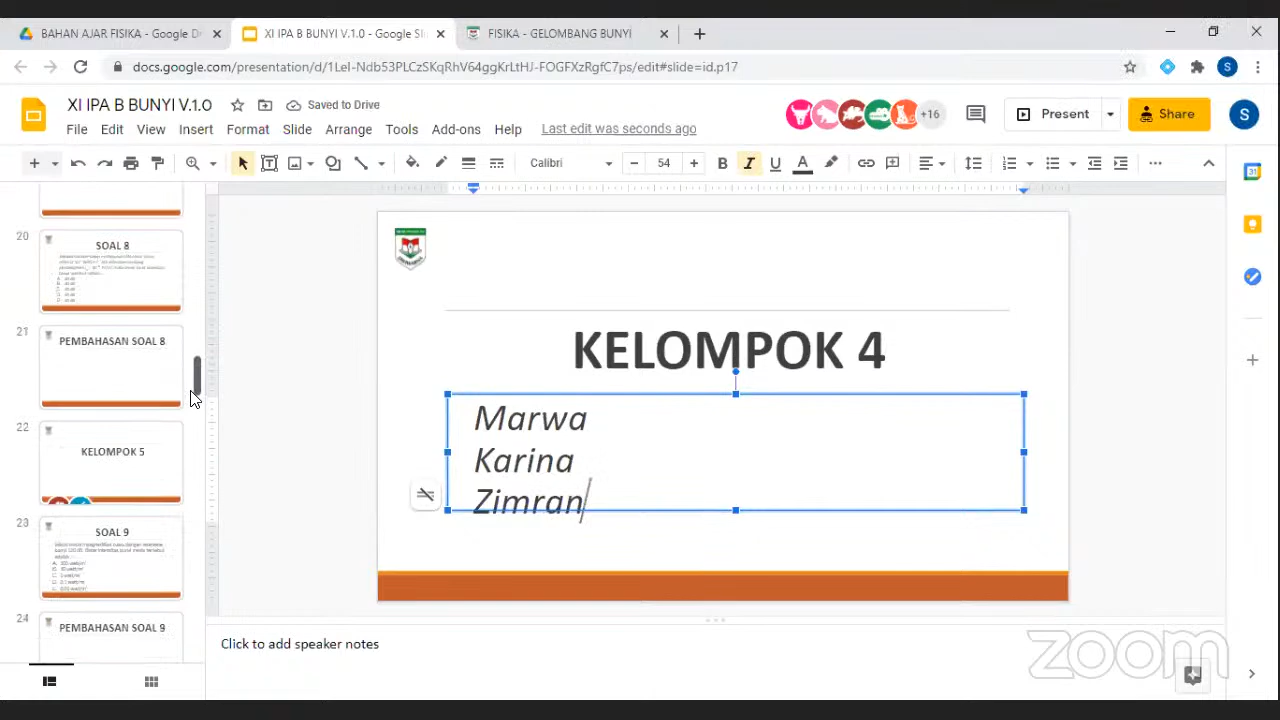 BAHAN AJAR FISIKA - Google Dr
XI IPA B BUNYI V.1.0 - Google Sli
FISIKA - GELOMBANG BUNYI
docs.google.com/presentation/d/1LeI-Ndb53PLCzSKqRhV64ggKrLtHJ-FOGFXzRgfC7ps/edit#slide=id.p17
S
XI IPA B BUNYI V.1.0
Saved to Drive
+16
Present
Share
S
File Edit View Insert Format Slide Arrange Tools Add-ons Help Last edit was seconds ago
Calibri
54
B I U A
31
20
SOAL 8
21
PEMBAHASAN SOAL 8
22
KELOMPOK 5
23
SOAL 9
24
PEMBAHASAN SOAL 9
KELOMPOK 4
Marwa
Karina
Zimran
Click to add speaker notes
zoom